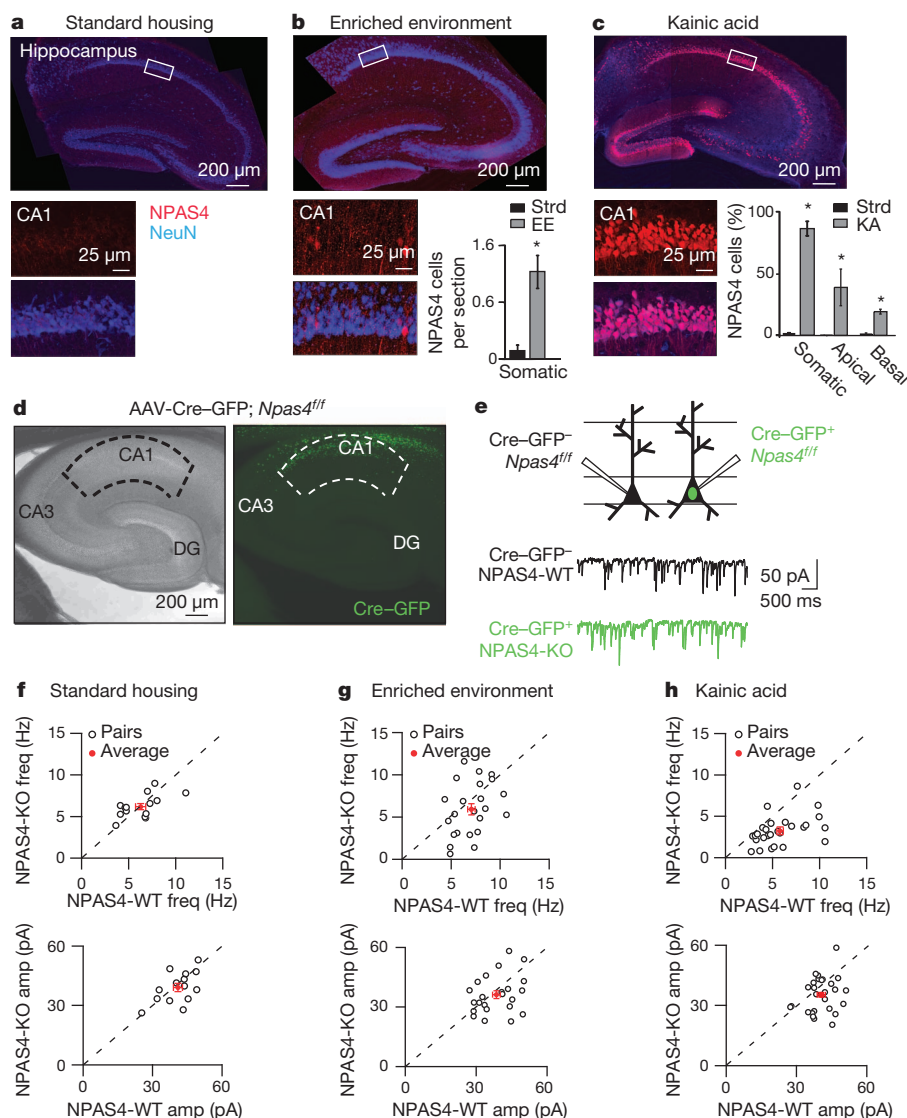 a Standard housing
Hippocampus
200 μm
CA1
25 μm
NPAS4
NeuN
b Enriched environment
200 μm
CA1
25 μm
Strd
EE
NPAS4 cells
per section
1.6
0.6
0
*
Somatic
c Kainic acid
200 μm
CA1
25 μm
Strd
KA
NPAS4 cells (%)
100
50
0
*
*
*
Somatic
Apical
Basal
d AAV-Cre–GFP; Npas4f/f
CA1
CA3
DG
200 μm
CA1
CA3
DG
Cre–GFP
e
Cre–GFP–
Npas4f/f
Cre–GFP+
Npas4f/f
Cre–GFP–
NPAS4-WT
50 pA
500 ms
Cre–GFP+
NPAS4-KO
f Standard housing
NPAS4-KO freq (Hz)
15
10
5
0
Pairs
Average
0 5 10 15
NPAS4-WT freq (Hz)
NPAS4-KO amp (pA)
60
30
0
0 30 60
NPAS4-WT amp (pA)
g Enriched environment
NPAS4-KO freq (Hz)
15
10
5
0
Pairs
Average
0 5 10 15
NPAS4-WT freq (Hz)
NPAS4-KO amp (pA)
60
30
0
0 30 60
NPAS4-WT amp (pA)
h Kainic acid
NPAS4-KO freq (Hz)
15
10
5
0
Pairs
Average
0 5 10 15
NPAS4-WT freq (Hz)
NPAS4-KO amp (pA)
60
30
0
0 30 60
NPAS4-WT amp (pA)